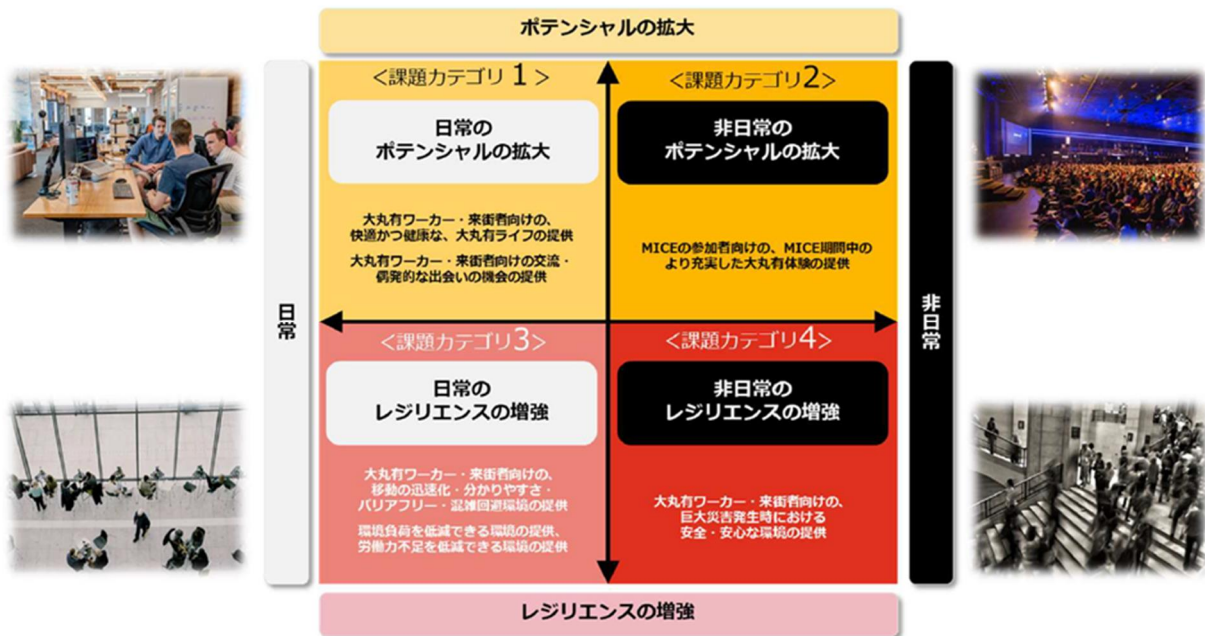 ポテンシャルの拡大
日常
<課題カテゴリ1>
日常の
ポテンシャルの拡大
大丸有ワーカー・来街者向けの、
快適かつ健康な、大丸有ライフの提供
大丸有ワーカー・来街者向けの交流・
偶発的な出会いの機会の提供
<課題カテゴリ2>
非日常の
ポテンシャルの拡大
MICEの参加者向けの、MICE期間中の
より充実した大丸有体験の提供
非日常
<課題カテゴリ3>
日常の
レジリエンスの増強
大丸有ワーカー・来街者向けの、
移動の迅速化・分かりやすさ・
バリアフリー・混雑回避環境の提供
環境負荷を低減できる環境の提供、
労働力不足を低減できる環境の提供
<課題カテゴリ4>
非日常の
レジリエンスの増強
大丸有ワーカー・来街者向けの、
巨大災害発生時における
安全・安心な環境の提供
レジリエンスの増強